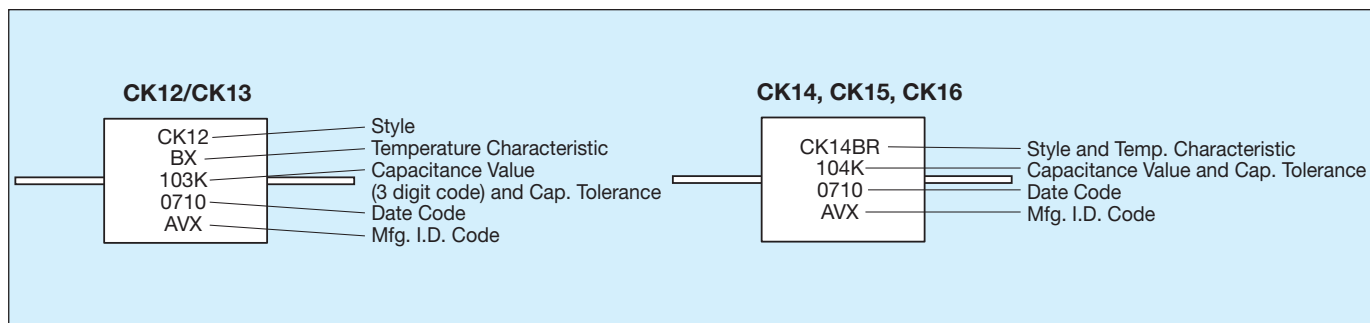 CK12/CK13
CK12
BX
103K
0710
AVX
Style
Temperature Characteristic
Capacitance Value
(3 digit code) and Cap. Tolerance
Date Code
Mfg. I.D. Code
CK14, CK15, CK16
CK14BR
104K
0710
AVX
Style and Temp. Characteristic
Capacitance Value and Cap. Tolerance
Date Code
Mfg. I.D. Code